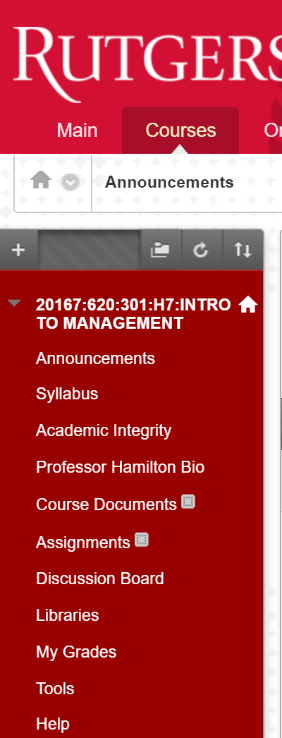 RUTGERS
Main
Courses
Announcements
20167:620:301:H7:INTRO
TO MANAGEMENT
Announcements
Syllabus
Academic Integrity
Professor Hamilton Bio
Course Documents
Assignments
Discussion Board
Libraries
My Grades
Tools
Help